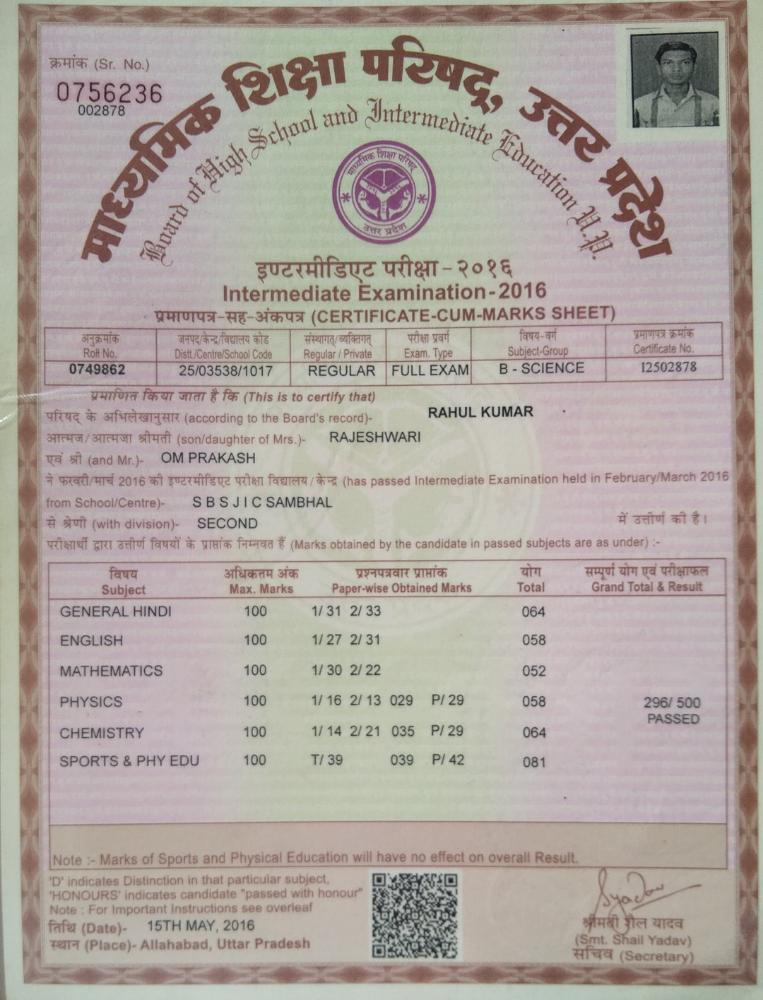 क्रमांक (Sr. No.)
0756236
002878
माध्यमिक शिक्षा परिषद्, उत्तर प्रदेश
Board of High School and Intermediate Education U.P.
माध्यमिक शिक्षा परिषद्
उत्तर प्रदेश
इण्टरमीडिएट परीक्षा - २०१६
Intermediate Examination - 2016
प्रमाणपत्र-सह-अंकपत्र (CERTIFICATE-CUM-MARKS SHEET)
अनुक्रमांक जनपद/केन्द्र/विद्यालय कोड संस्थागत/व्यक्तिगत परीक्षा प्रवर्ग विषय-वर्ग प्रमाणपत्र क्रमांक
Roll No. Distt./Centre/School Code Regular / Private Exam. Type Subject-Group Certificate No.
0749862 25/03538/1017 REGULAR FULL EXAM B - SCIENCE 12502878
प्रमाणित किया जाता है कि (This is to certify that)
परिषद के अभिलेखानुसार (according to the Board's record)- RAHUL KUMAR
आत्मज/आत्मजा श्रीमती (son/daughter of Mrs.)- RAJESHWARI
एवं श्री (and Mr.)- OM PRAKASH
ने फरवरी/मार्च 2016 की इण्टरमीडिएट परीक्षा विद्यालय/केन्द्र (has passed Intermediate Examination held in February/March 2016
from School/Centre)- S B S J I C SAMBHAL
से श्रेणी (with division)- SECOND में उत्तीर्ण की है।
परीक्षार्थी द्वारा उत्तीर्ण विषयों के प्राप्तांक निम्नवत हैं (Marks obtained by the candidate in passed subjects are as under) :-
विषय अधिकतम अंक प्रश्नपत्रवार प्राप्तांक योग सम्पूर्ण योग एवं परीक्षाफल
Subject Max. Marks Paper-wise Obtained Marks Total Grand Total & Result
GENERAL HINDI 100 1/ 31 2/ 33 064
ENGLISH 100 1/ 27 2/ 31 058
MATHEMATICS 100 1/ 30 2/ 22 052
PHYSICS 100 1/ 16 2/ 13 029 P/ 29 058 296/ 500
PASSED
CHEMISTRY 100 1/ 14 2/ 21 035 P/ 29 064
SPORTS & PHY EDU 100 T/ 39 039 P/ 42 081
Note :- Marks of Sports and Physical Education will have no effect on overall Result.
'D' indicates Distinction in that particular subject,
'HONOURS' indicates candidate "passed with honour"
Note : For Important Instructions see overleaf
तिथि (Date)- 15TH MAY, 2016
स्थान (Place)- Allahabad, Uttar Pradesh
Syadav
श्रीमती शैल यादव
(Smt. Shail Yadav)
सचिव (Secretary)